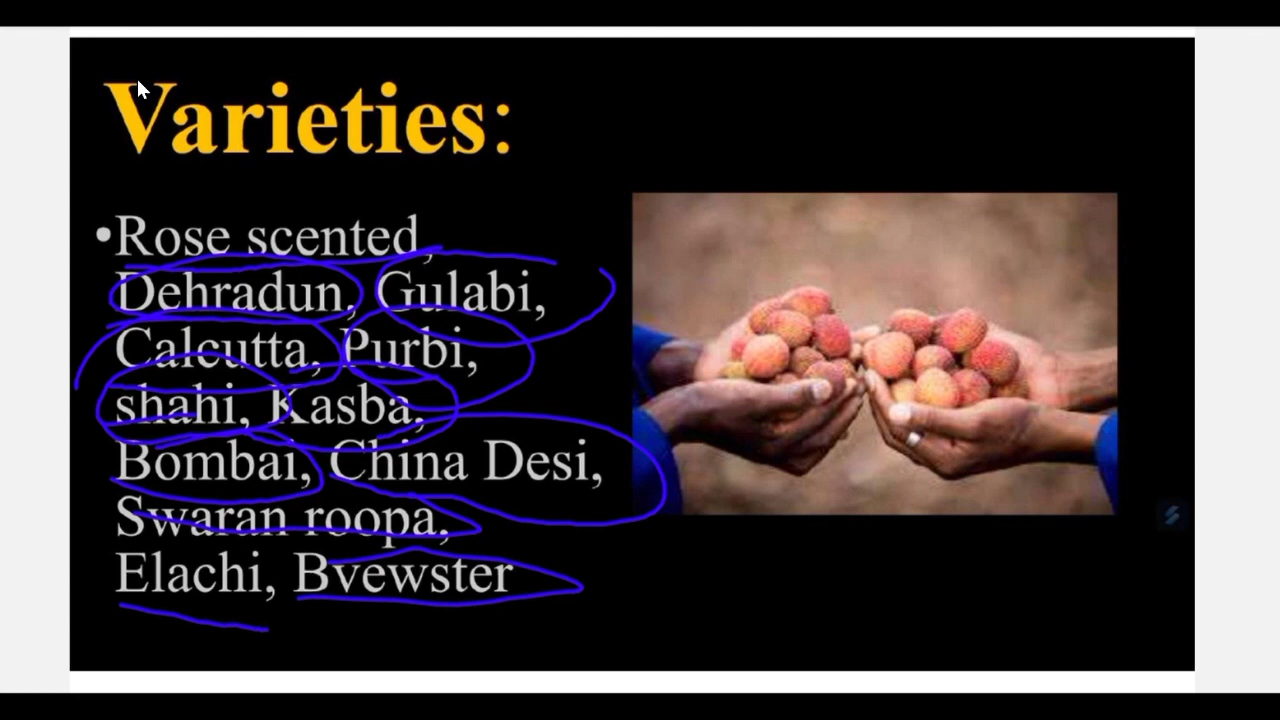 Varieties:
•Rose scented,
Dehradun, Gulabi,
Calcutta, Purbi,
shahi, Kasba,
Bombai, China Desi,
Swaran roopa,
Elachi, Bvewster